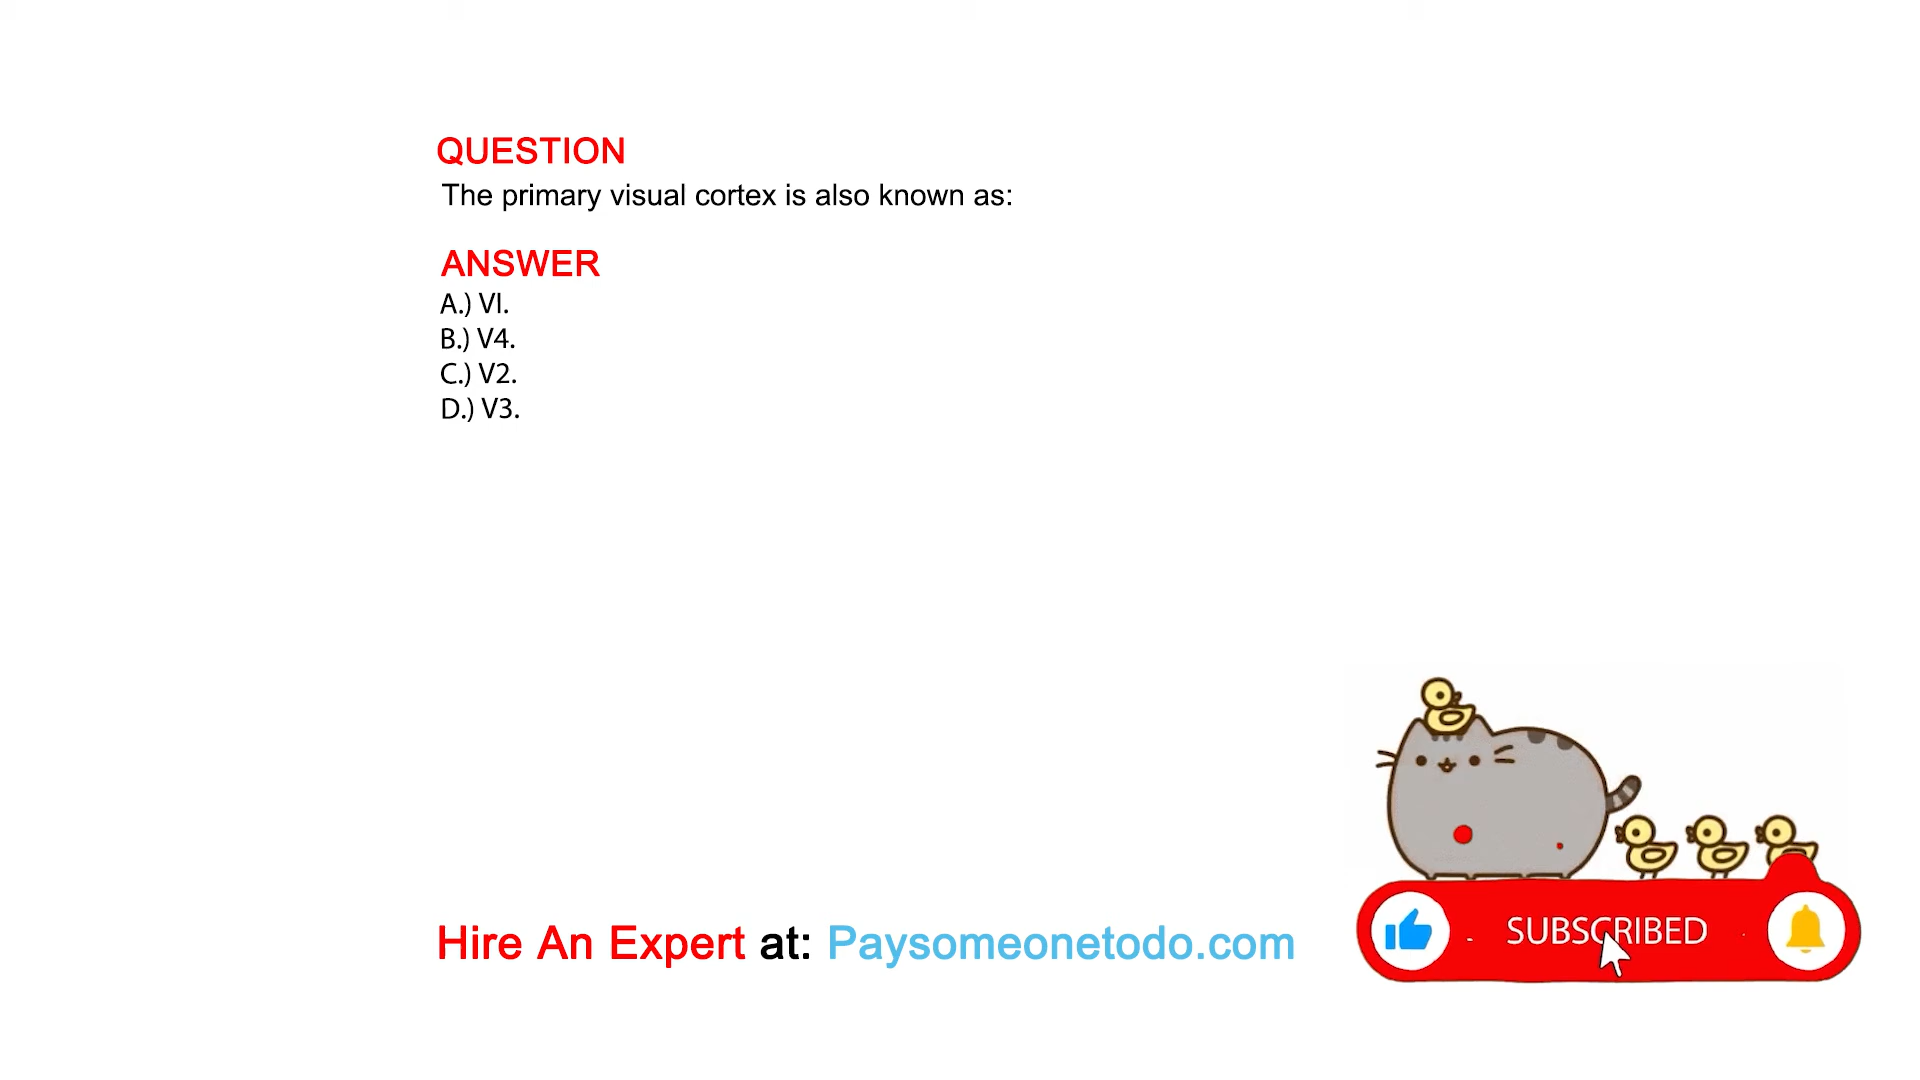 QUESTION
The primary visual cortex is also known as:
ANSWER
A.) VI.
B.) V4.
C.) V2.
D.) V3.
Hire An Expert at: Paysomeonetodo.com
SUBSCRIBED